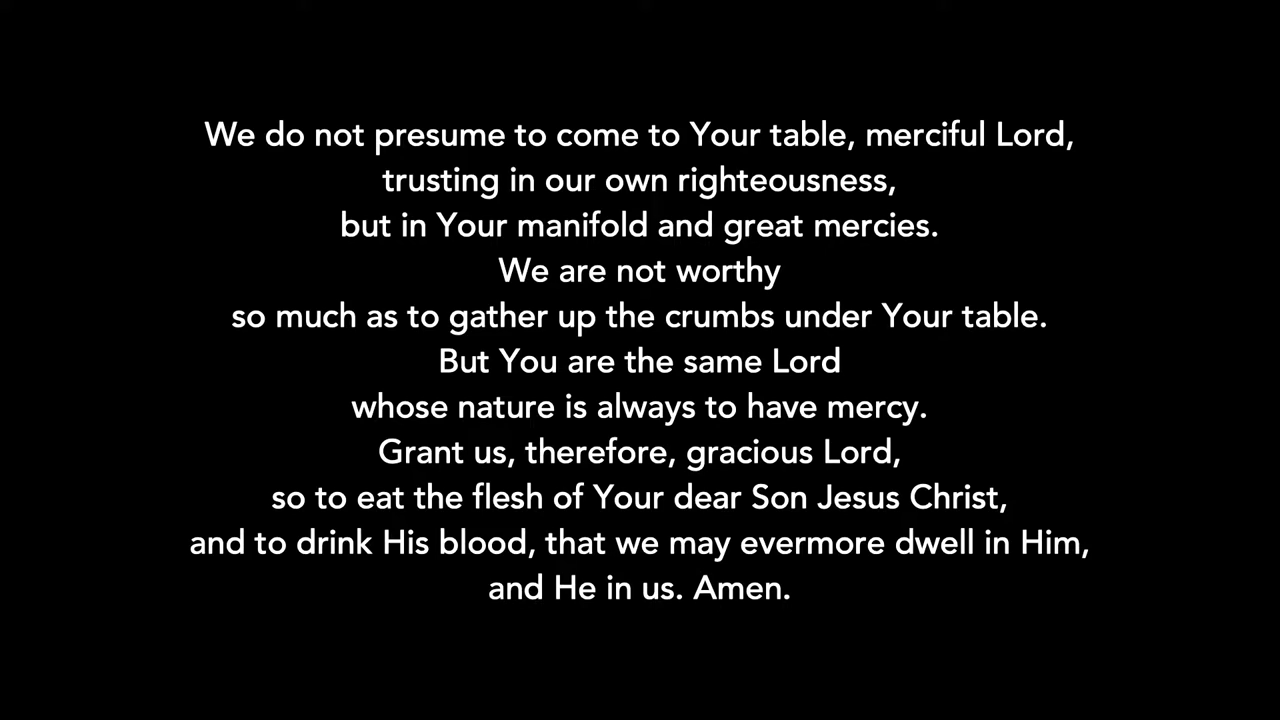 We do not presume to come to Your table, merciful Lord,
trusting in our own righteousness,
but in Your manifold and great mercies.
We are not worthy
so much as to gather up the crumbs under Your table.
But You are the same Lord
whose nature is always to have mercy.
Grant us, therefore, gracious Lord,
so to eat the flesh of Your dear Son Jesus Christ,
and to drink His blood, that we may evermore dwell in Him,
and He in us. Amen.